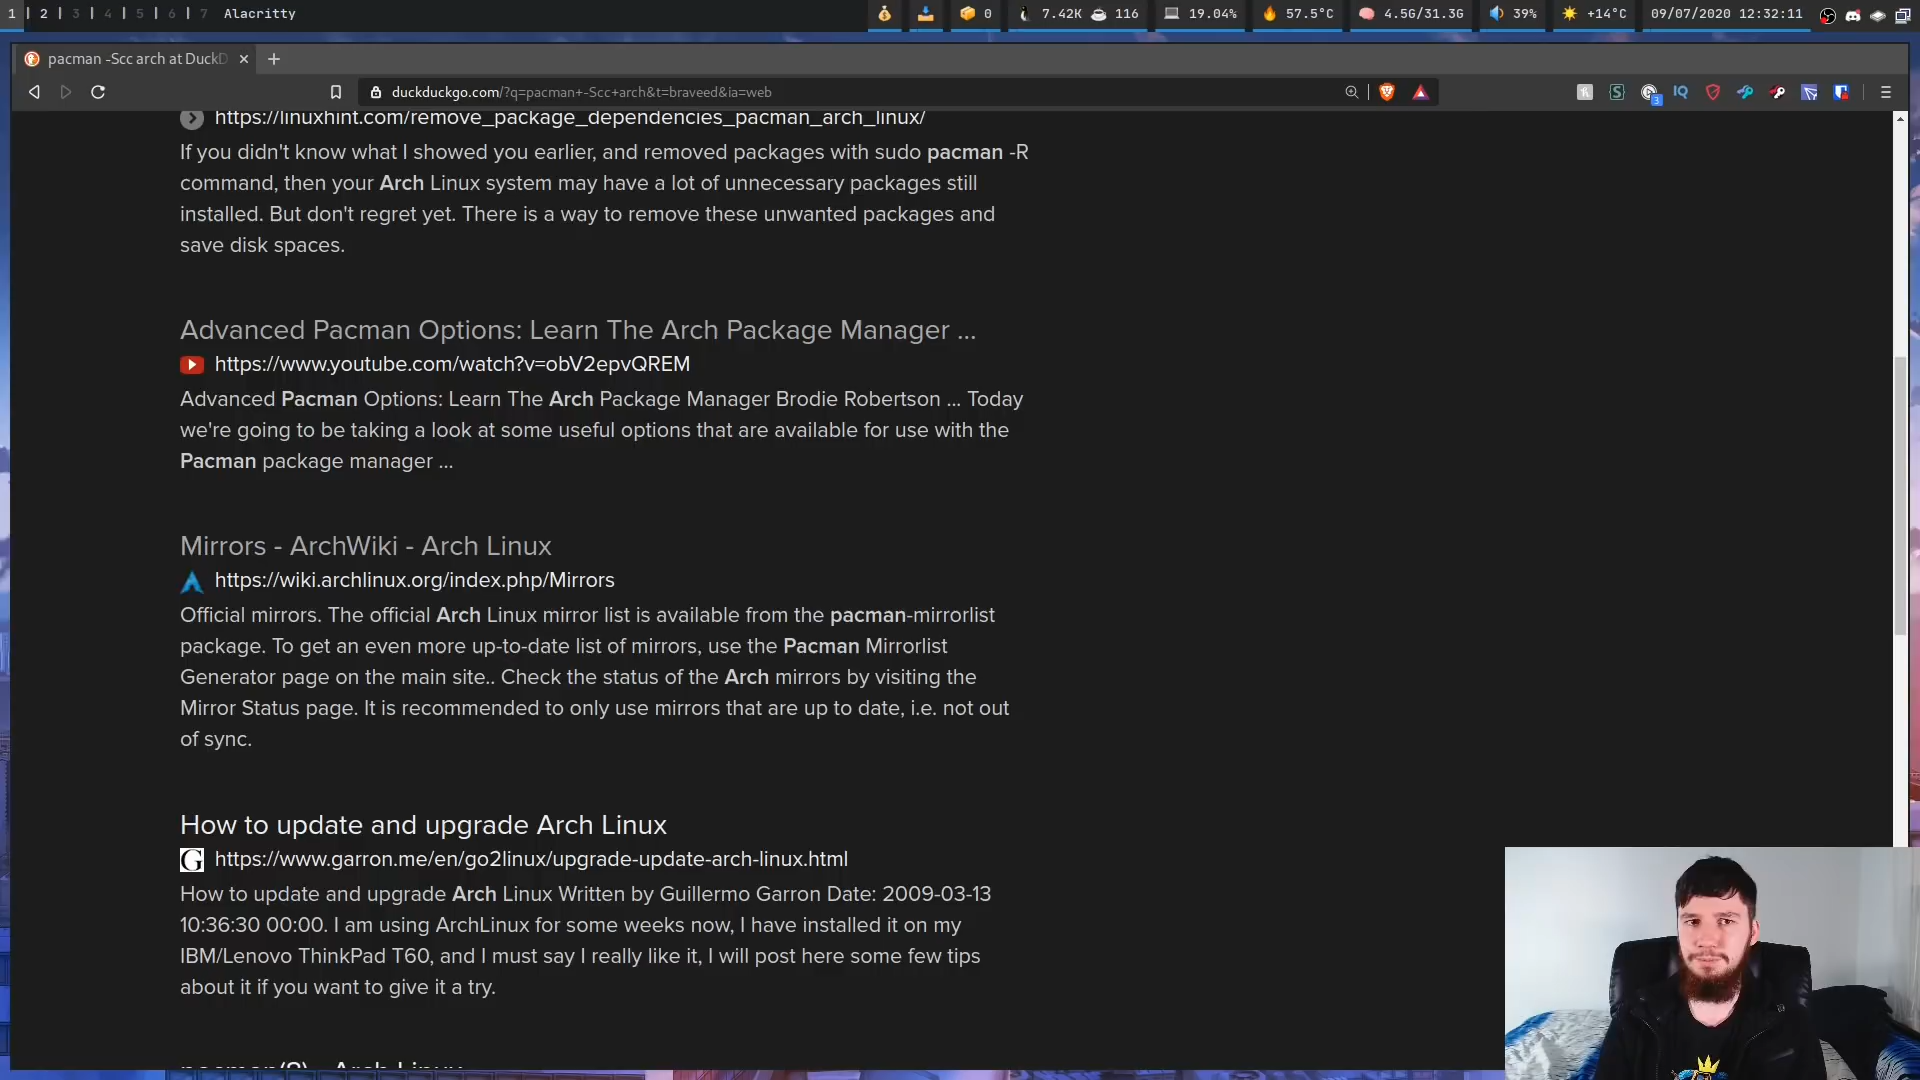 1 | 2 | 3 | 4 | 5 | 6 | 7 Alacritty
0 7.42K 116 19.04% 57.5°C 4.5G/31.3G 39% +14°C 09/07/2020 12:32:11
pacman -Scc arch at DuckD
duckduckgo.com/?q=pacman+-Scc+arch&t=braveed&ia=web
3 IQ
https://linuxhint.com/remove_package_dependencies_pacman_arch_linux/
If you didn't know what I showed you earlier, and removed packages with sudo pacman -R
command, then your Arch Linux system may have a lot of unnecessary packages still
installed. But don't regret yet. There is a way to remove these unwanted packages and
save disk spaces.
Advanced Pacman Options: Learn The Arch Package Manager ...
https://www.youtube.com/watch?v=obV2epvQREM
Advanced Pacman Options: Learn The Arch Package Manager Brodie Robertson ... Today
we're going to be taking a look at some useful options that are available for use with the
Pacman package manager ...
Mirrors - ArchWiki - Arch Linux
https://wiki.archlinux.org/index.php/Mirrors
Official mirrors. The official Arch Linux mirror list is available from the pacman-mirrorlist
package. To get an even more up-to-date list of mirrors, use the Pacman Mirrorlist
Generator page on the main site.. Check the status of the Arch mirrors by visiting the
Mirror Status page. It is recommended to only use mirrors that are up to date, i.e. not out
of sync.
How to update and upgrade Arch Linux
G https://www.garron.me/en/go2linux/upgrade-update-arch-linux.html
How to update and upgrade Arch Linux Written by Guillermo Garron Date: 2009-03-13
10:36:30 00:00. I am using ArchLinux for some weeks now, I have installed it on my
IBM/Lenovo ThinkPad T60, and I must say I really like it, I will post here some few tips
about it if you want to give it a try.
pacman(8) - Arch Linux